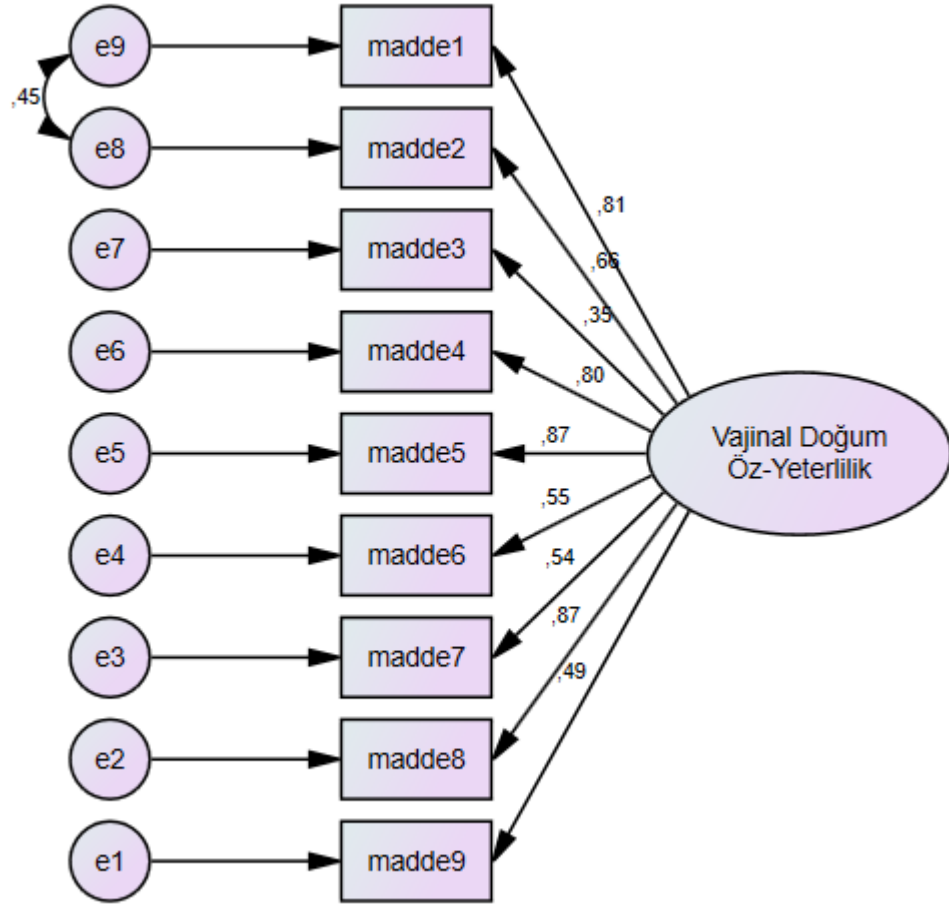 e9
madde1
,45
e8
madde2
e7
madde3
e6
madde4
e5
madde5
e4
madde6
e3
madde7
e2
madde8
e1
madde9
,81
,66
,35
,80
,87
,55
,54
,87
,49
Vajinal Doğum
Öz-Yeterlilik